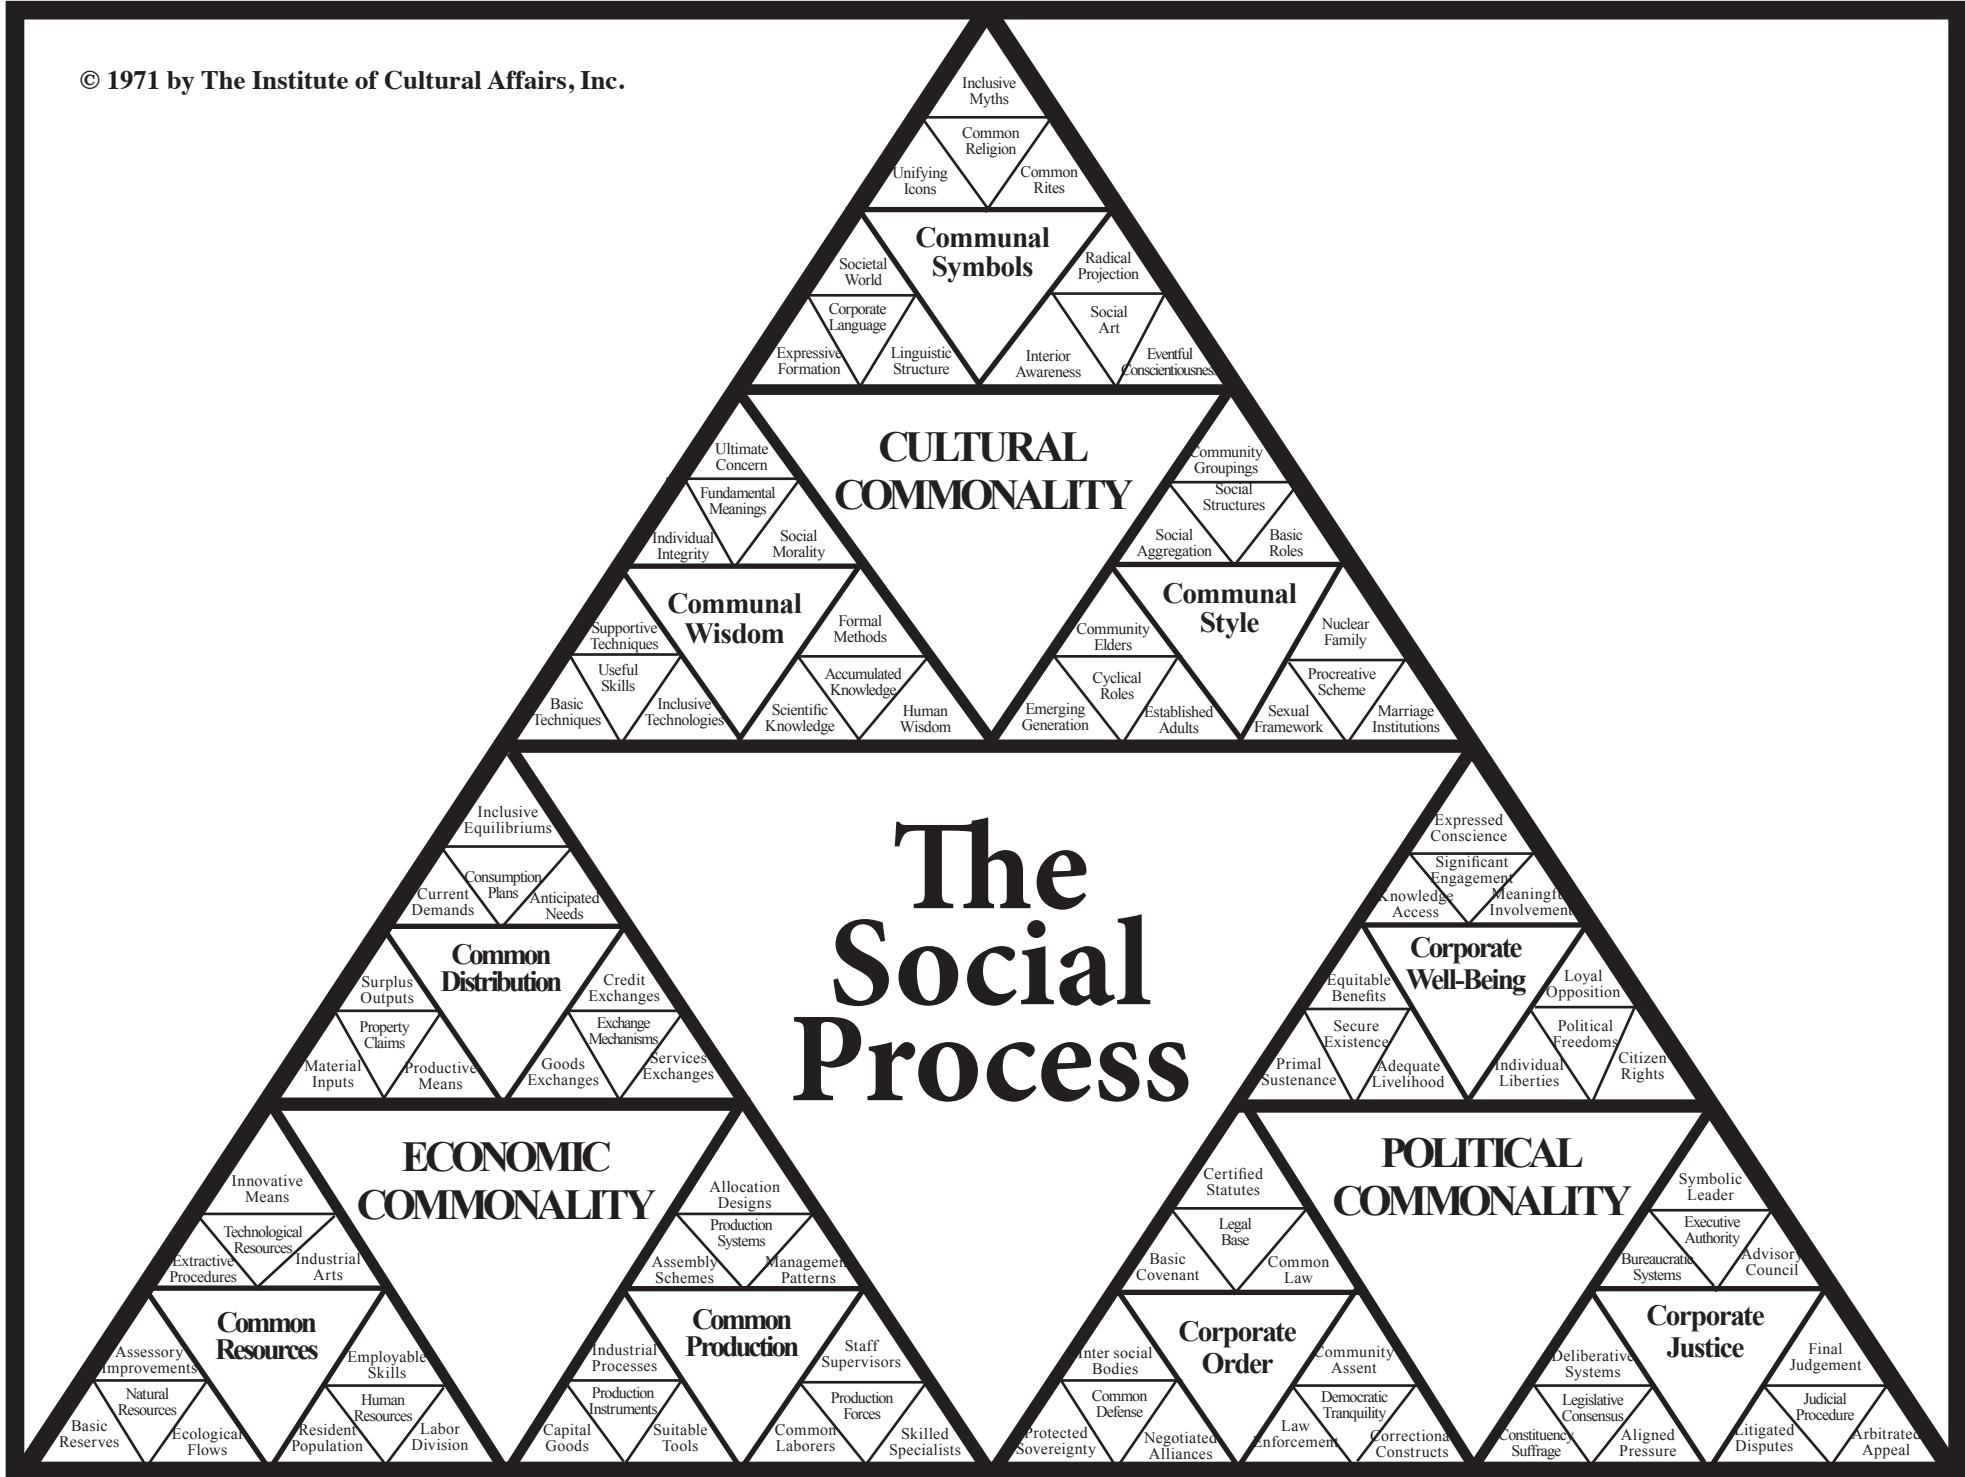 © 1971 by The Institute of Cultural Affairs, Inc.
Inclusive
Myths
Common
Religion
Unifying
Icons
Common
Rites
Communal
Symbols
Societal
World
Corporate
Language
Expressive
Formation
Linguistic
Structure
Radical
Projection
Social
Art
Interior
Awareness
Eventful
Conscientiousness
CULTURAL
COMMONALITY
Ultimate
Concern
Fundamental
Meanings
Individual
Integrity
Social
Morality
Communal
Wisdom
Supportive
Techniques
Useful
Skills
Basic
Techniques
Inclusive
Technologies
Formal
Methods
Accumulated
Knowledge
Scientific
Knowledge
Human
Wisdom
Community
Groupings
Social
Structures
Social
Aggregation
Basic
Roles
Communal
Style
Community
Elders
Cyclical
Roles
Emerging
Generation
Established
Adults
Nuclear
Family
Procreative
Scheme
Sexual
Framework
Marriage
Institutions
The
Social
Process
Inclusive
Equilibriums
Consumption
Plans
Current
Demands
Anticipated
Needs
Common
Distribution
Surplus
Outputs
Property
Claims
Material
Inputs
Productive
Means
Credit
Exchanges
Exchange
Mechanisms
Goods
Exchanges
Services
Exchanges
ECONOMIC
COMMONALITY
Innovative
Means
Technological
Resources
Extractive
Procedures
Industrial
Arts
Common
Resources
Assessory
Improvements
Natural
Resources
Basic
Reserves
Ecological
Flows
Employable
Skills
Human
Resources
Resident
Population
Labor
Division
Allocation
Designs
Production
Systems
Assembly
Schemes
Managemen
Patterns
Common
Production
Industrial
Processes
Production
Instruments
Capital
Goods
Suitable
Tools
Staff
Supervisors
Production
Forces
Common
Laborers
Skilled
Specialists
Expressed
Conscience
Significant
Engagement
Knowledge
Access
Meaningfu
Involvement
Corporate
Well-Being
Equitable
Benefits
Secure
Existence
Primal
Sustenance
Adequate
Livelihood
Loyal
Opposition
Political
Freedoms
Individual
Liberties
Citizen
Rights
POLITICAL
COMMONALITY
Certified
Statutes
Legal
Base
Basic
Covenant
Common
Law
Corporate
Order
Inter social
Bodies
Common
Defense
Protected
Sovereignty
Negotiated
Alliances
Community
Assent
Democratic
Tranquility
Law
Enforcement
Correctional
Constructs
Symbolic
Leader
Executive
Authority
Bureaucratic
Systems
Advisory
Council
Corporate
Justice
Deliberative
Systems
Legislative
Consensus
Constituency
Suffrage
Aligned
Pressure
Final
Judgement
Judicial
Procedure
Litigated
Disputes
Arbitrated
Appeal